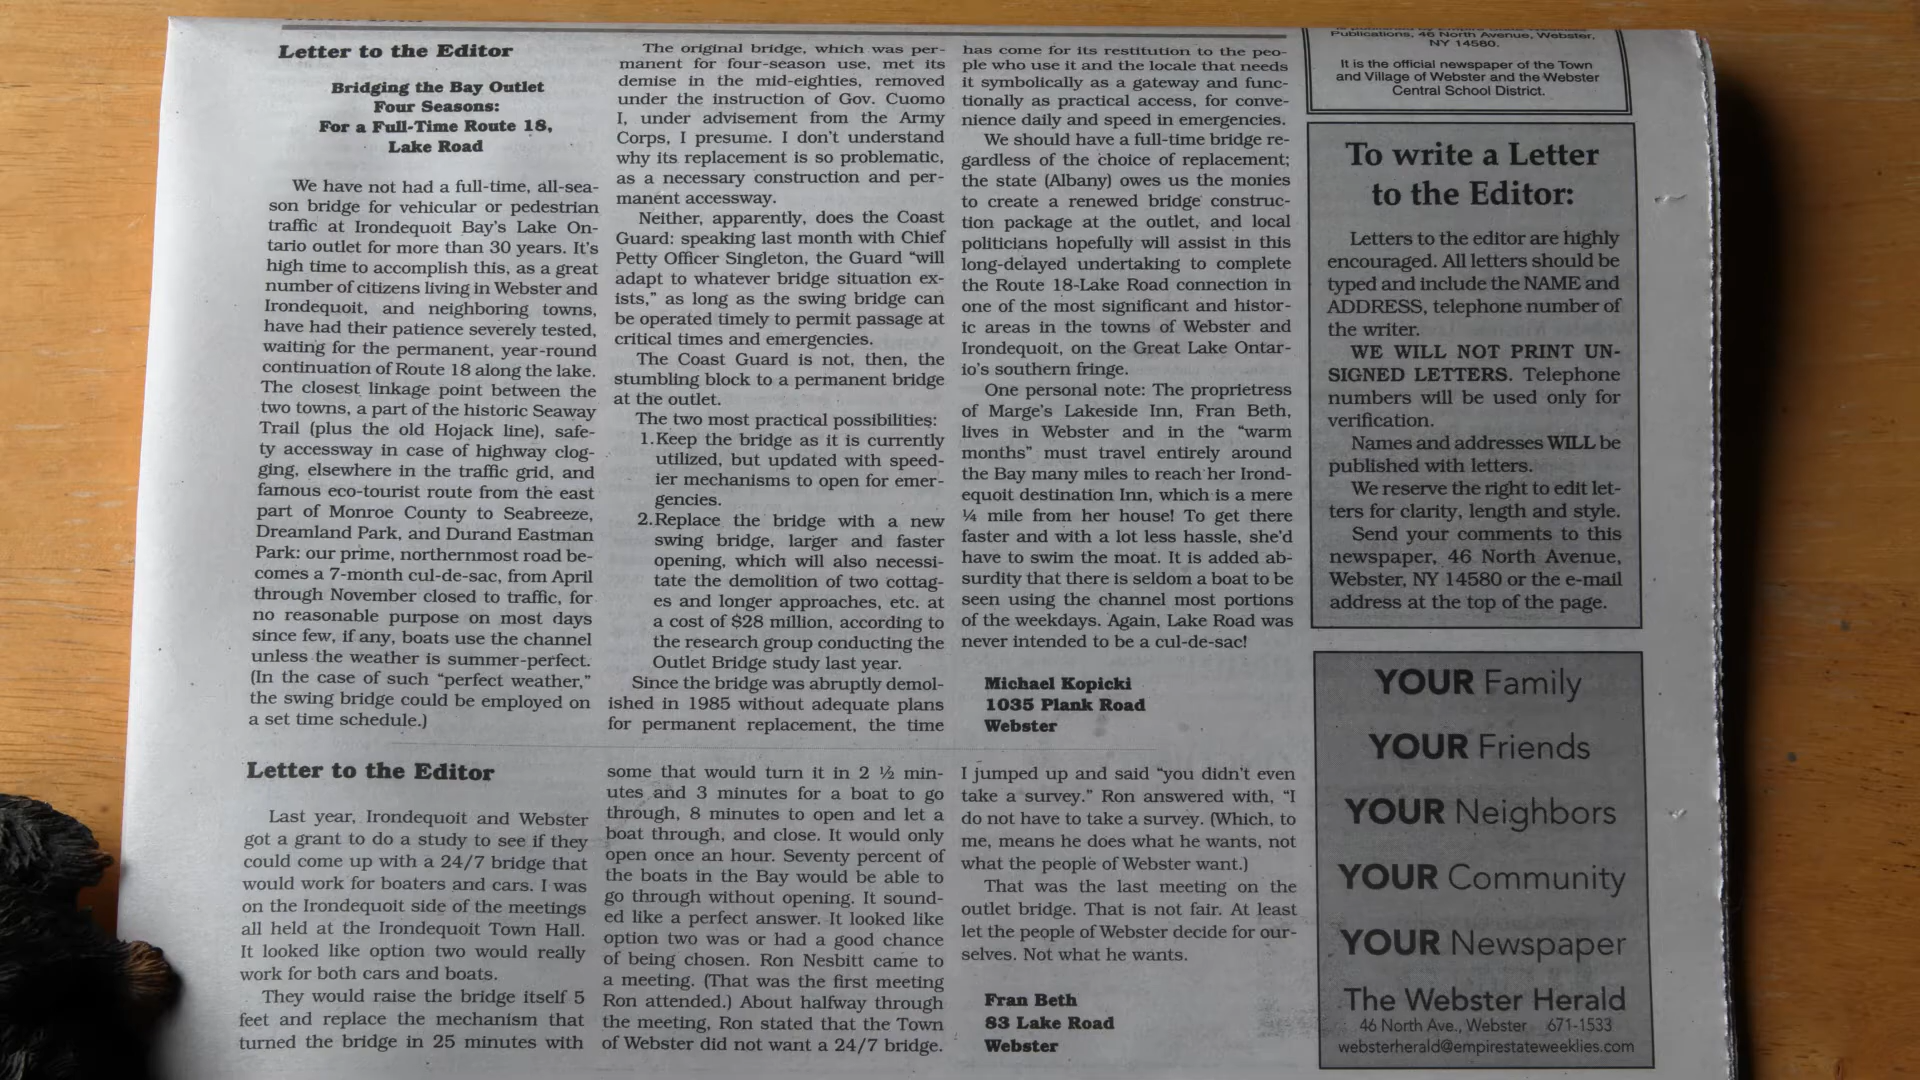 Letter to the Editor
Bridging the Bay Outlet
Four Seasons:
For a Full-Time Route 18,
Lake Road
We have not had a full-time, all-sea-
son bridge for vehicular or pedestrian
traffic at Irondequoit Bay's Lake On-
tario outlet for more than 30 years. It's
high time to accomplish this, as a great
number of citizens living in Webster and
Irondequoit, and neighboring towns,
have had their patience severely tested,
waiting for the permanent, year-round
continuation of Route 18 along the lake.
The closest linkage point between the
two towns, a part of the historic Seaway
Trail (plus the old Hojack line), safe-
ty accessway in case of highway clog-
ging, elsewhere in the traffic grid, and
famous eco-tourist route from the east
part of Monroe County to Seabreeze,
Dreamland Park, and Durand Eastman
Park: our prime, northernmost road be-
comes a 7-month cul-de-sac, from April
through November closed to traffic, for
no reasonable purpose on most days
since few, if any, boats use the channel
unless the weather is summer-perfect.
(In the case of such "perfect weather,"
the swing bridge could be employed on
a set time schedule.)
The original bridge, which was per-
manent for four-season use, met its
demise in the mid-eighties, removed
under the instruction of Gov. Cuomo
I, under advisement from the Army
Corps, I presume. I don't understand
why its replacement is so problematic,
as a necessary construction and per-
manent accessway.
Neither, apparently, does the Coast
Guard: speaking last month with Chief
Petty Officer Singleton, the Guard "will
adapt to whatever bridge situation ex-
ists," as long as the swing bridge can
be operated timely to permit passage at
critical times and emergencies.
The Coast Guard is not, then, the
stumbling block to a permanent bridge
at the outlet.
The two most practical possibilities:
1.Keep the bridge as it is currently
utilized, but updated with speed-
ier mechanisms to open for emer-
gencies.
2.Replace the bridge with a new
swing bridge, larger and faster
opening, which will also necessi-
tate the demolition of two cottag-
es and longer approaches, etc. at
a cost of $28 million, according to
the research group conducting the
Outlet Bridge study last year.
Since the bridge was abruptly demol-
ished in 1985 without adequate plans
for permanent replacement, the time
has come for its restitution to the peo-
ple who use it and the locale that needs
it symbolically as a gateway and func-
tionally as practical access, for conve-
nience daily and speed in emergencies.
We should have a full-time bridge re-
gardless of the choice of replacement;
the state (Albany) owes us the monies
to create a renewed bridge construc-
tion package at the outlet, and local
politicians hopefully will assist in this
long-delayed undertaking to complete
the Route 18-Lake Road connection in
one of the most significant and histor-
ic areas in the towns of Webster and
Irondequoit, on the Great Lake Ontar-
io's southern fringe.
One personal note: The proprietress
of Marge's Lakeside Inn, Fran Beth,
lives in Webster and in the "warm
months" must travel entirely around
the Bay many miles to reach her Irond-
equoit destination Inn, which is a mere
¼ mile from her house! To get there
faster and with a lot less hassle, she'd
have to swim the moat. It is added ab-
surdity that there is seldom a boat to be
seen using the channel most portions
of the weekdays. Again, Lake Road was
never intended to be a cul-de-sac!
Michael Kopicki
1035 Plank Road
Webster
Letter to the Editor
Last year, Irondequoit and Webster
got a grant to do a study to see if they
could come up with a 24/7 bridge that
would work for boaters and cars. I was
on the Irondequoit side of the meetings
all held at the Irondequoit Town Hall.
It looked like option two would really
work for both cars and boats.
They would raise the bridge itself 5
feet and replace the mechanism that
turned the bridge in 25 minutes with
some that would turn it in 2 ½ min-
utes and 3 minutes for a boat to go
through, 8 minutes to open and let a
boat through, and close. It would only
open once an hour. Seventy percent of
the boats in the Bay would be able to
go through without opening. It sound-
ed like a perfect answer. It looked like
option two was or had a good chance
of being chosen. Ron Nesbitt came to
a meeting. (That was the first meeting
Ron attended.) About halfway through
the meeting, Ron stated that the Town
of Webster did not want a 24/7 bridge.
I jumped up and said "you didn't even
take a survey." Ron answered with, "I
do not have to take a survey. (Which, to
me, means he does what he wants, not
what the people of Webster want.)
That was the last meeting on the
outlet bridge. That is not fair. At least
let the people of Webster decide for our-
selves. Not what he wants.
Fran Beth
83 Lake Road
Webster
Publications, 46 North Avenue, Webster,
NY 14580.
It is the official newspaper of the Town
and Village of Webster and the Webster
Central School District.
To write a Letter
to the Editor:
Letters to the editor are highly
encouraged. All letters should be
typed and include the NAME and
ADDRESS, telephone number of
the writer.
WE WILL NOT PRINT UN-
SIGNED LETTERS. Telephone
numbers will be used only for
verification.
Names and addresses WILL be
published with letters.
We reserve the right to edit let-
ters for clarity, length and style.
Send your comments to this
newspaper, 46 North Avenue,
Webster, NY 14580 or the e-mail
address at the top of the page.
YOUR Family
YOUR Friends
YOUR Neighbors
YOUR Community
YOUR Newspaper
The Webster Herald
46 North Ave., Webster 671-1533
websterherald@empirestateweeklies.com